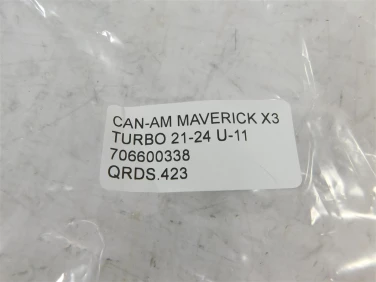 CAN-AM MAVERICK X3
TURBO 21-24 U-11
706600338
QRDS.423